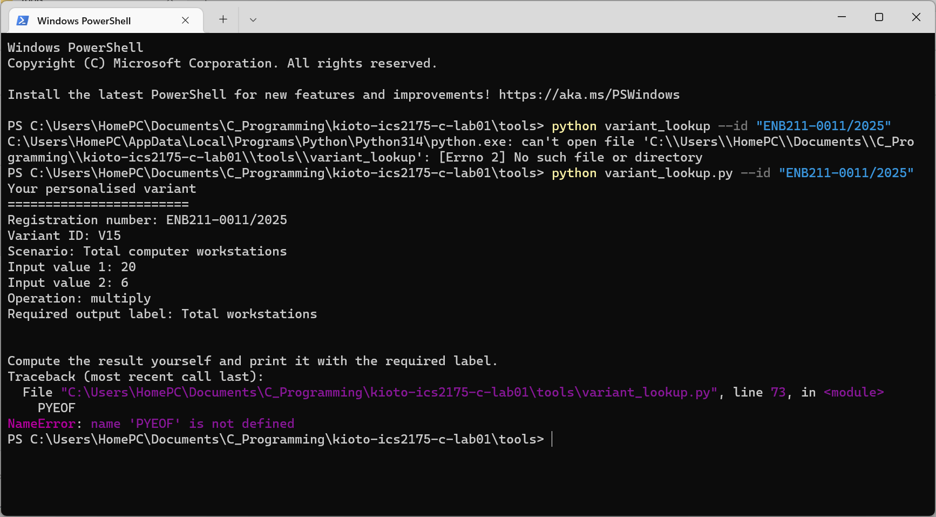 Windows PowerShell
Windows PowerShell
Copyright (C) Microsoft Corporation. All rights reserved.
Install the latest PowerShell for new features and improvements! https://aka.ms/PSWindows
PS C:\Users\HomePC\Documents\C_Programming\kioto-ics2175-c-lab01\tools> python variant_lookup --id "ENB211-0011/2025"
C:\Users\HomePC\AppData\Local\Programs\Python\Python314\python.exe: can't open file 'C:\\Users\\HomePC\\Documents\\C_Pro
gramming\\kioto-ics2175-c-lab01\\tools\\variant_lookup': [Errno 2] No such file or directory
PS C:\Users\HomePC\Documents\C_Programming\kioto-ics2175-c-lab01\tools> python variant_lookup.py --id "ENB211-0011/2025"
Your personalised variant
========================
Registration number: ENB211-0011/2025
Variant ID: V15
Scenario: Total computer workstations
Input value 1: 20
Input value 2: 6
Operation: multiply
Required output label: Total workstations
Compute the result yourself and print it with the required label.
Traceback (most recent call last):
  File "C:\Users\HomePC\Documents\C_Programming\kioto-ics2175-c-lab01\tools\variant_lookup.py", line 73, in <module>
    PYEOF
NameError: name 'PYEOF' is not defined
PS C:\Users\HomePC\Documents\C_Programming\kioto-ics2175-c-lab01\tools>